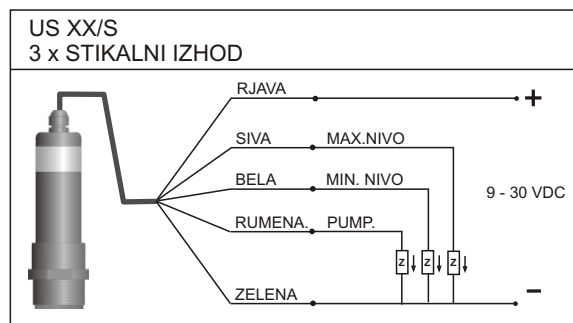 US XX/S
3 x STIKALNI IZHOD
RJAVA
+
SIVA MAX.NIVO
BELA MIN. NIVO
9 - 30 VDC
RUMENA. PUMP.
Z Z Z
ZELENA
−